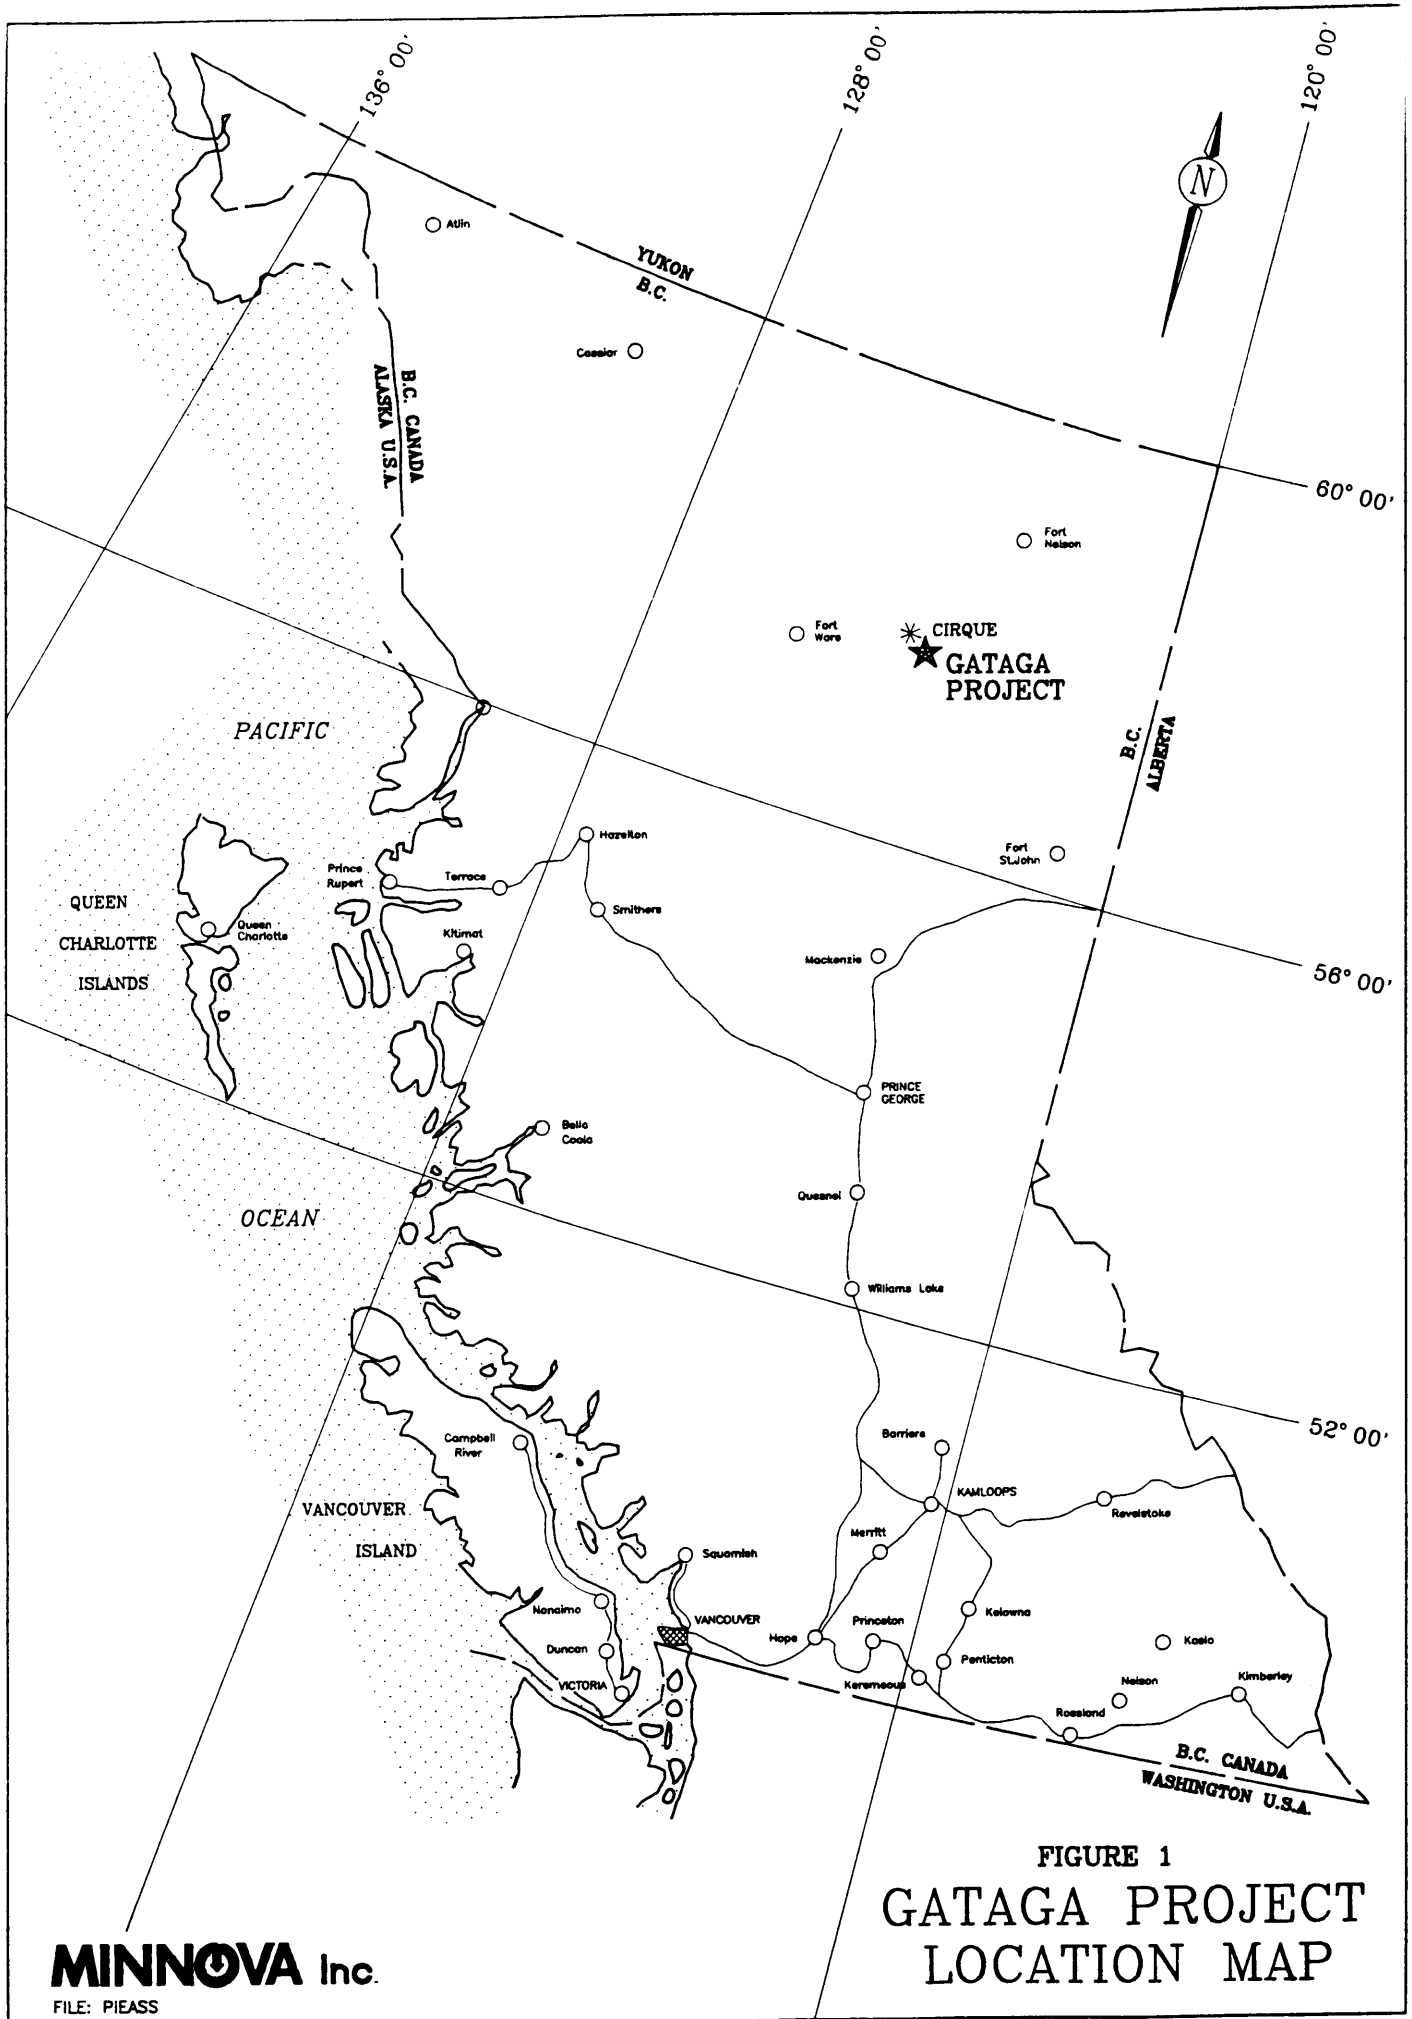 136° 00'
128° 00'
120° 00'
N
Atlin
YUKON
B.C.
Cassiar
B.C. CANADA
ALASKA U.S.A.
60° 00'
Fort
Nelson
Fort
Ware
CIRQUE
GATAGA
PROJECT
PACIFIC
B.C.
ALBERTA
Hazelton
Fort
St.John
Prince
Rupert
Terrace
QUEEN
CHARLOTTE
ISLANDS
Queen
Charlotte
Smithers
Kitimat
Mackenzie
56° 00'
PRINCE
GEORGE
Bella
Coola
Quesnel
OCEAN
Williams Lake
52° 00'
Campbell
River
Barriere
KAMLOOPS
Revelstoke
VANCOUVER
ISLAND
Merritt
Squamish
Nanaimo
VANCOUVER
Hope
Princeton
Kelowna
Kaslo
Duncan
Penticton
VICTORIA
Keremeous
Nelson
Kimberley
Rossland
B.C. CANADA
WASHINGTON U.S.A.
FIGURE 1
GATAGA PROJECT
LOCATION MAP
MINNOVA Inc.
FILE: PIEASS